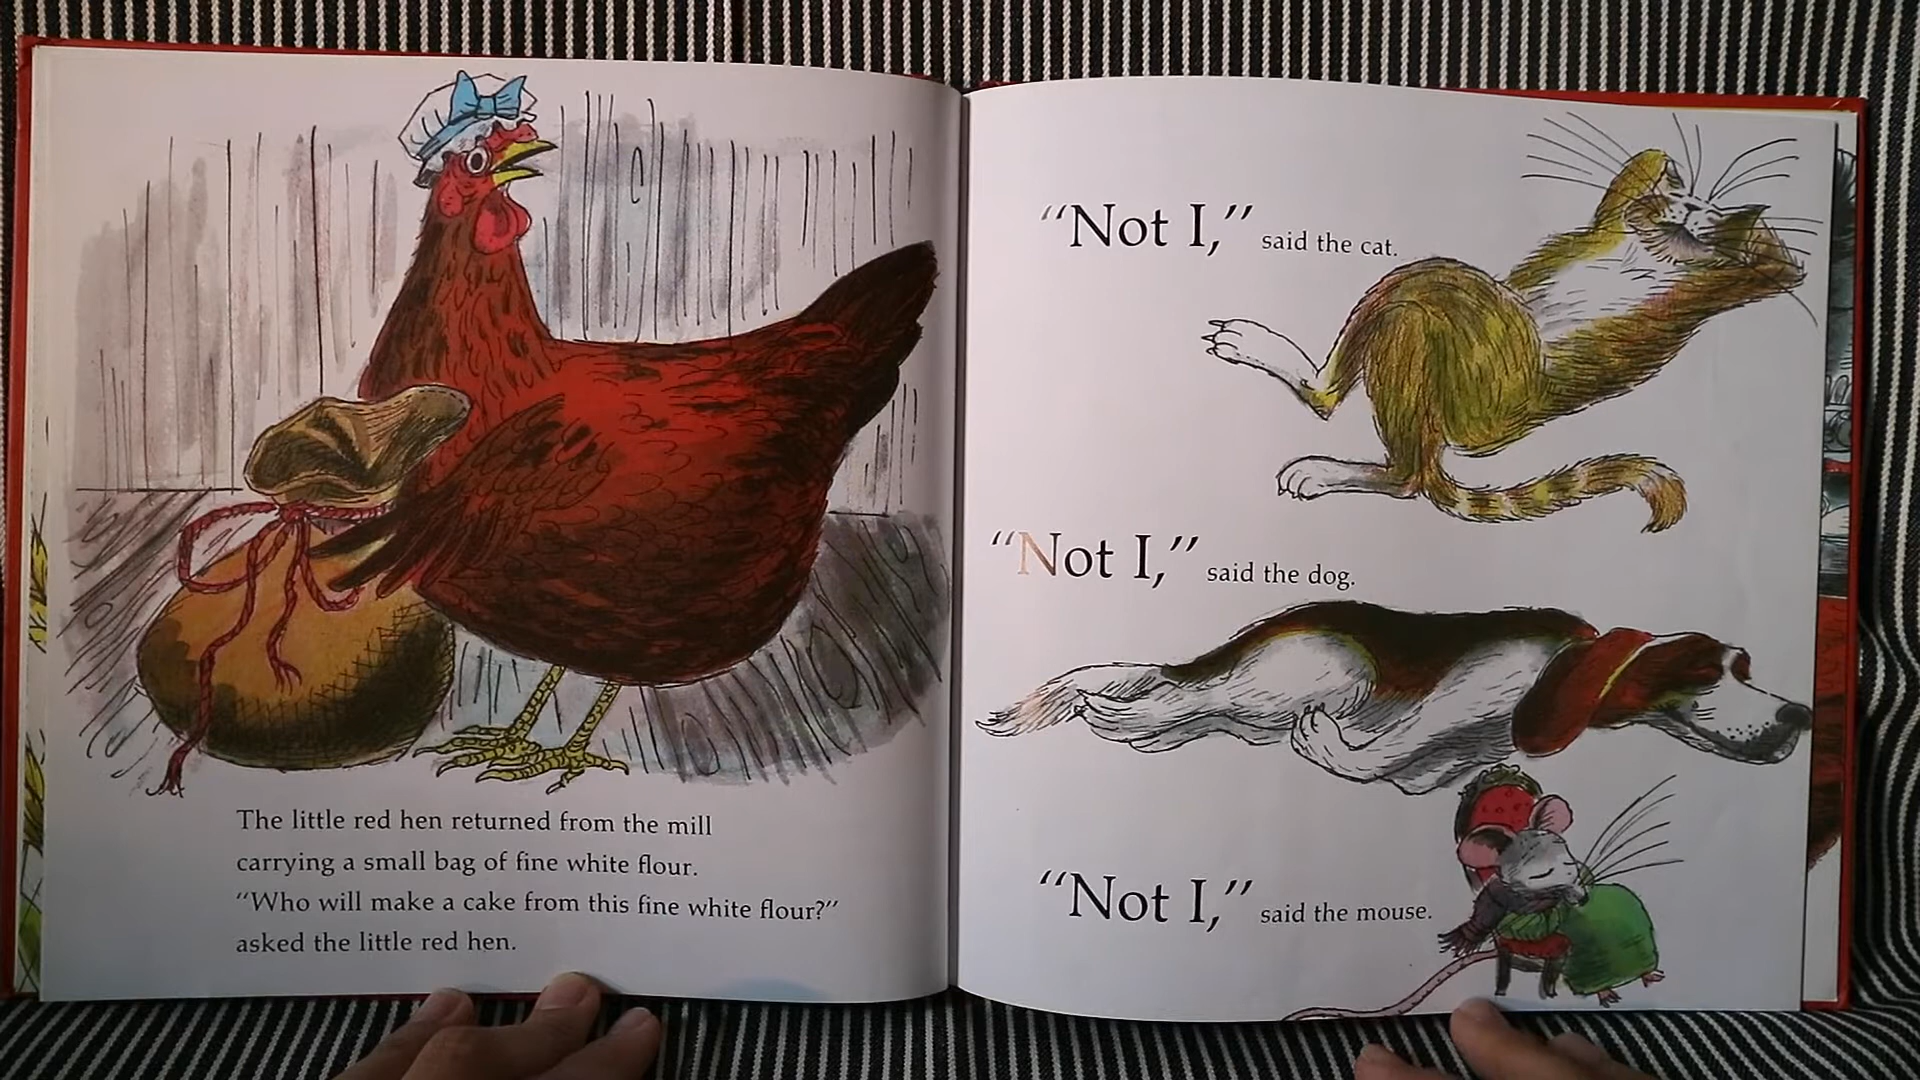 The little red hen returned from the mill
carrying a small bag of fine white flour.
“Who will make a cake from this fine white flour?”
asked the little red hen.
“Not I,” said the cat.
“Not I,” said the dog.
“Not I,” said the mouse.